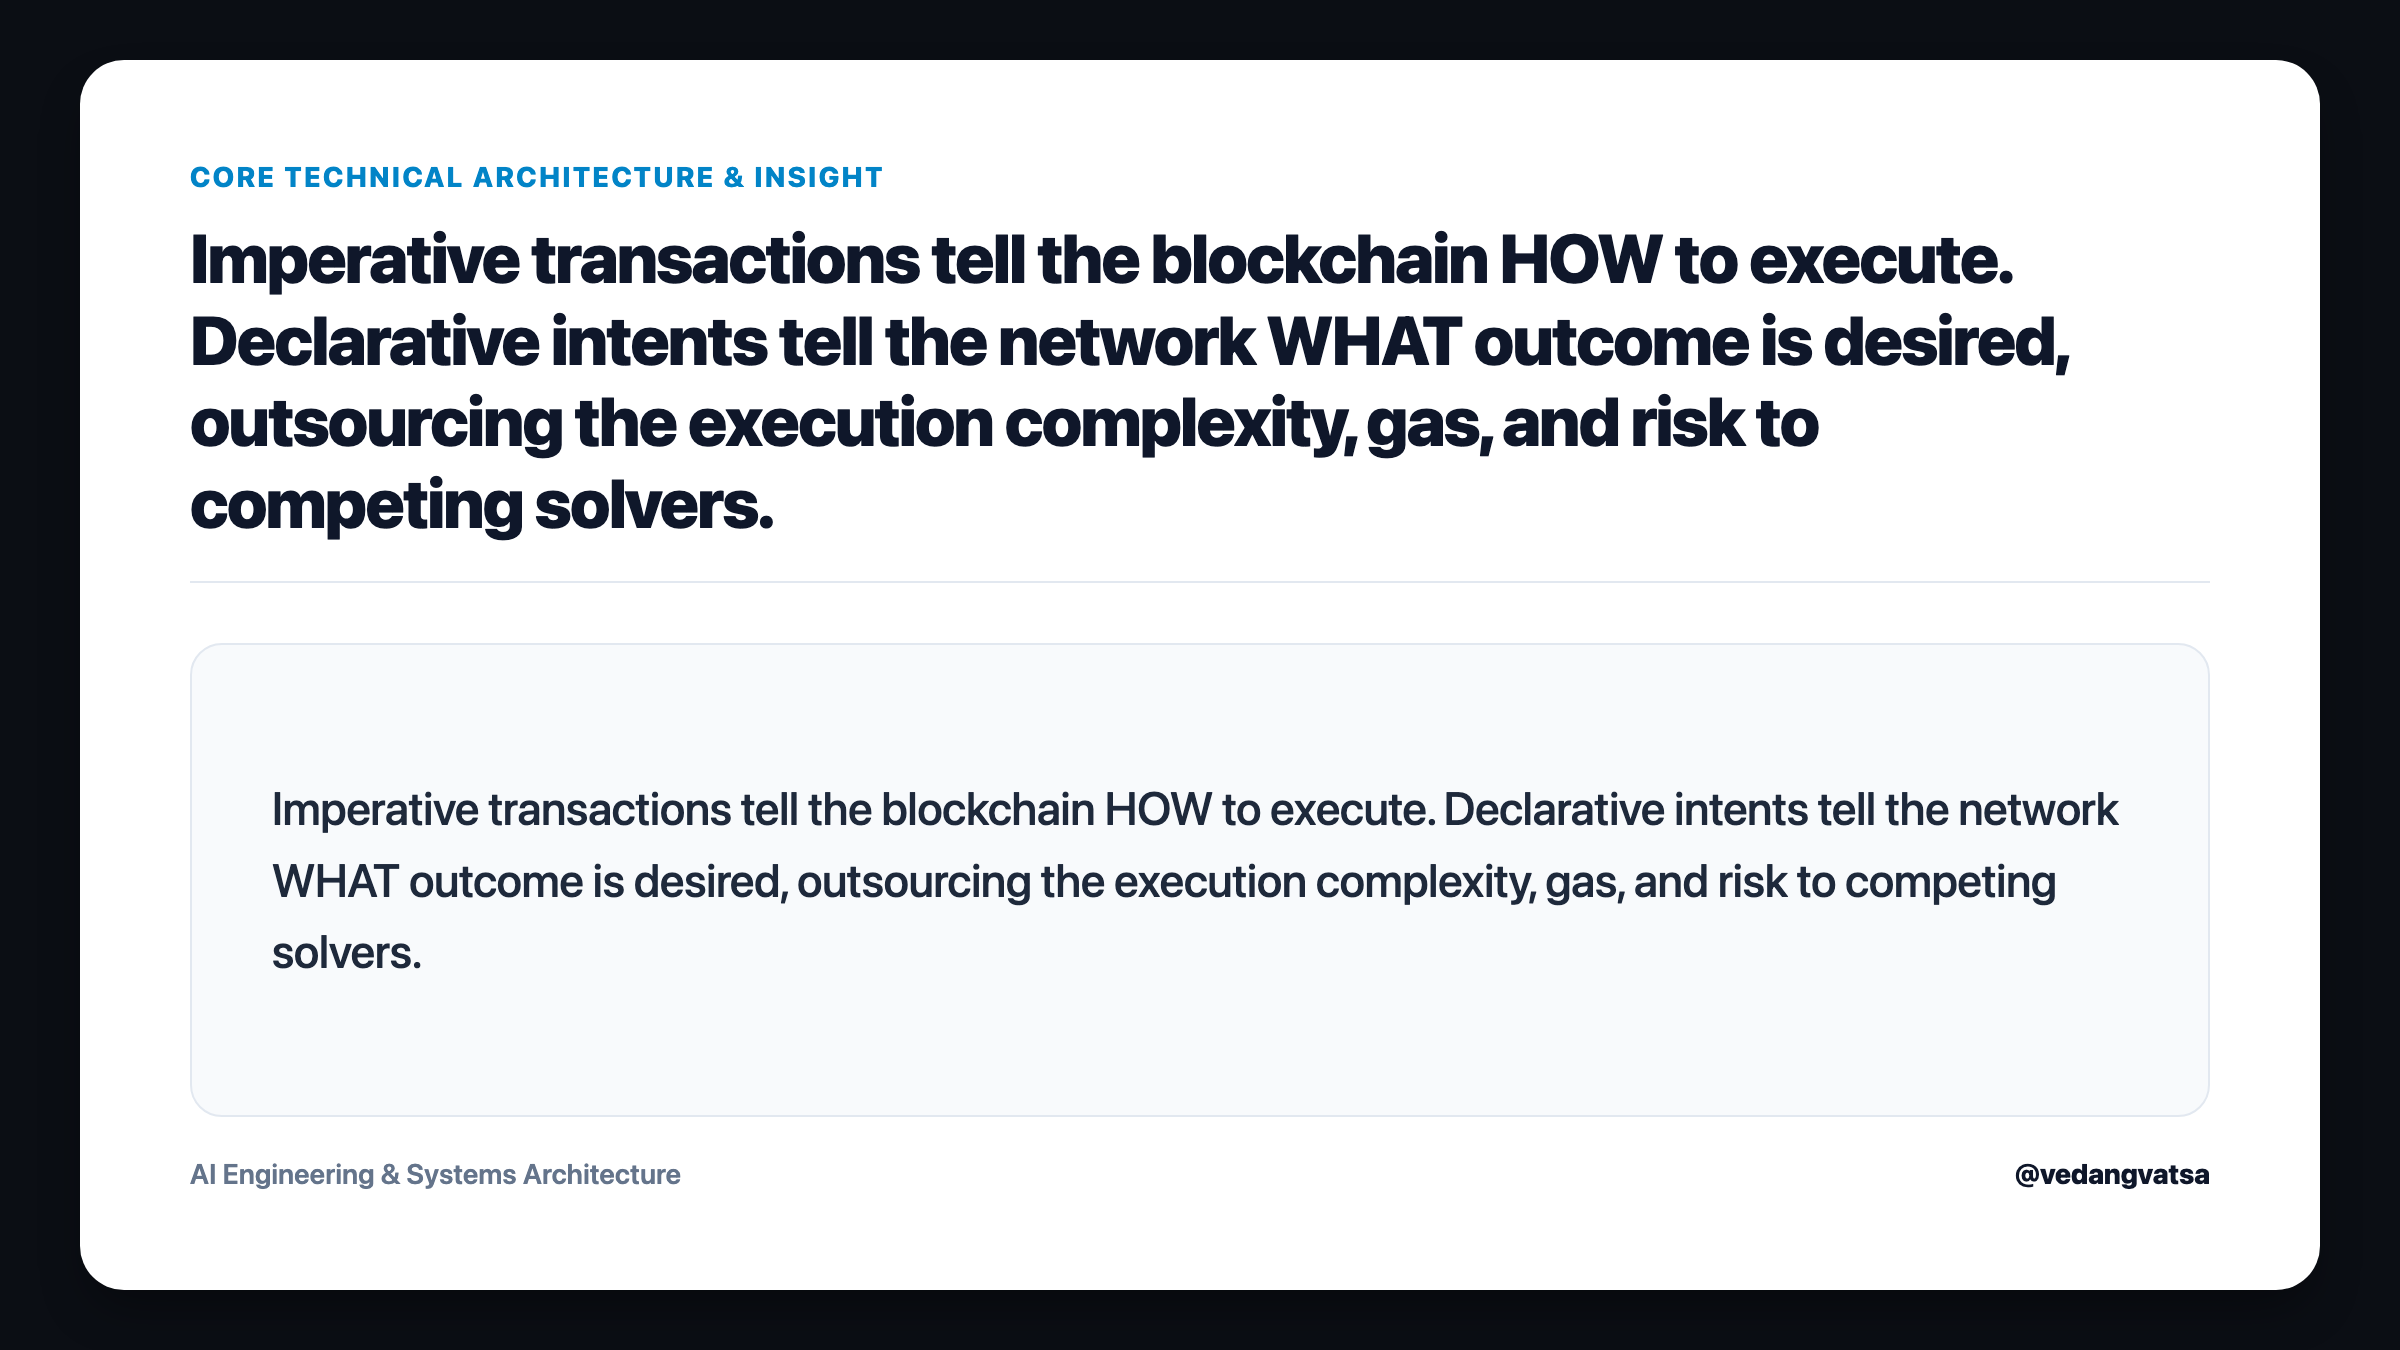 CORE TECHNICAL ARCHITECTURE & INSIGHT
Imperative transactions tell the blockchain HOW to execute.
Declarative intents tell the network WHAT outcome is desired,
outsourcing the execution complexity, gas, and risk to
competing solvers.
Imperative transactions tell the blockchain HOW to execute. Declarative intents tell the network
WHAT outcome is desired, outsourcing the execution complexity, gas, and risk to competing
solvers.
AI Engineering & Systems Architecture
@vedangvatsa